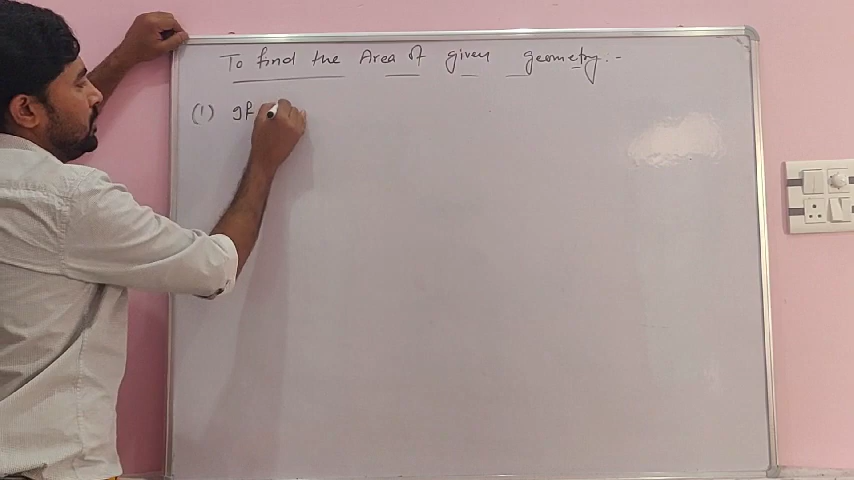 To find the Area of given geometry.-
(1) If